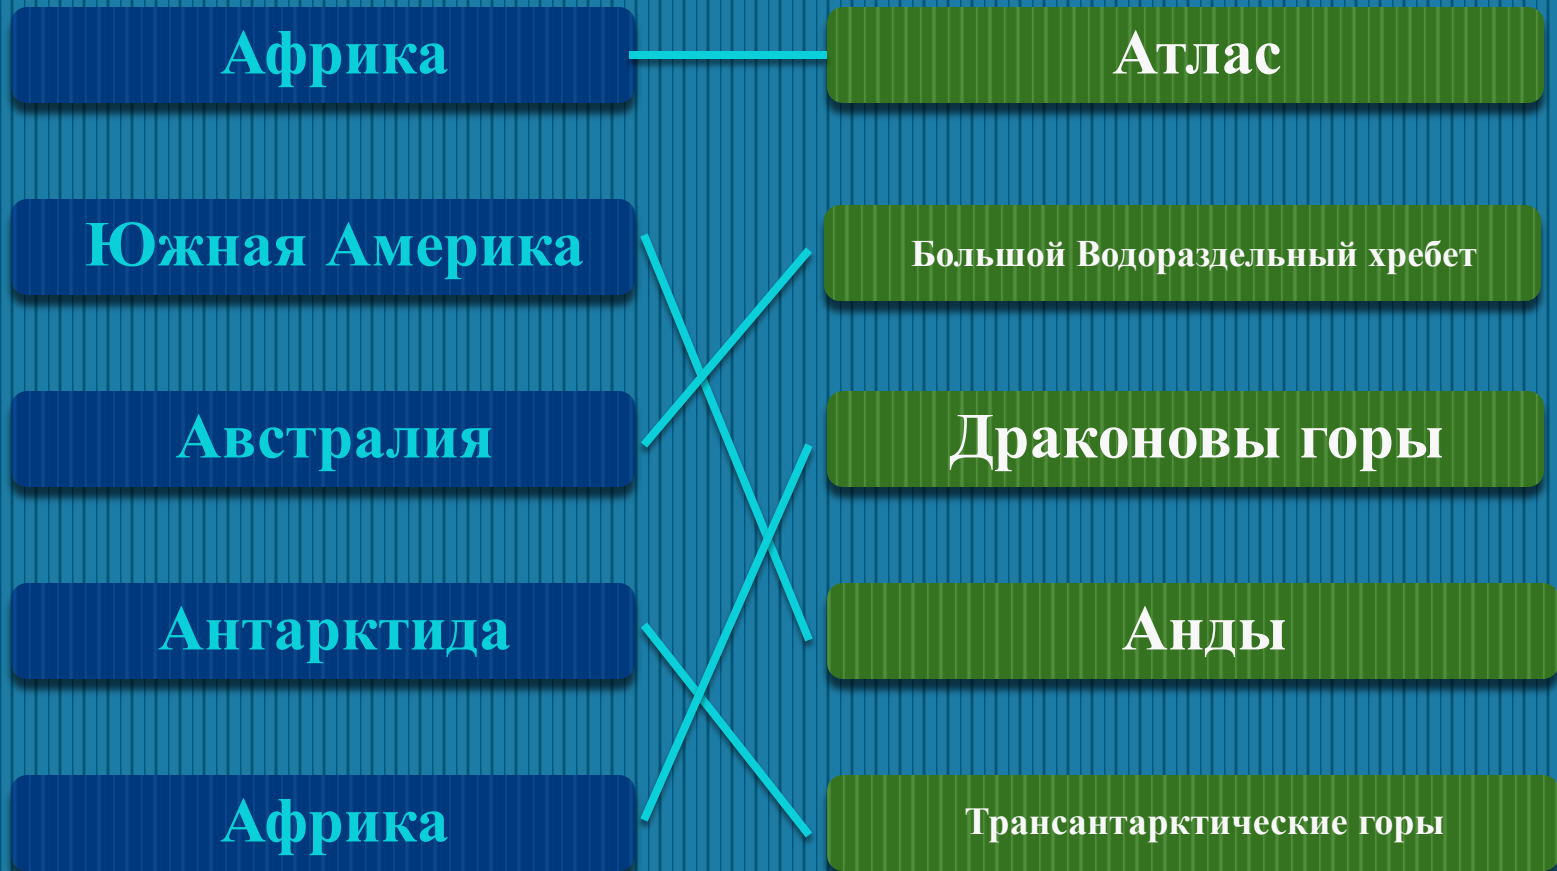 Африка
Атлас
Южная Америка
Большой Водораздельный хребет
Австралия
Драконовы горы
Антарктида
Анды
Африка
Трансантарктические горы